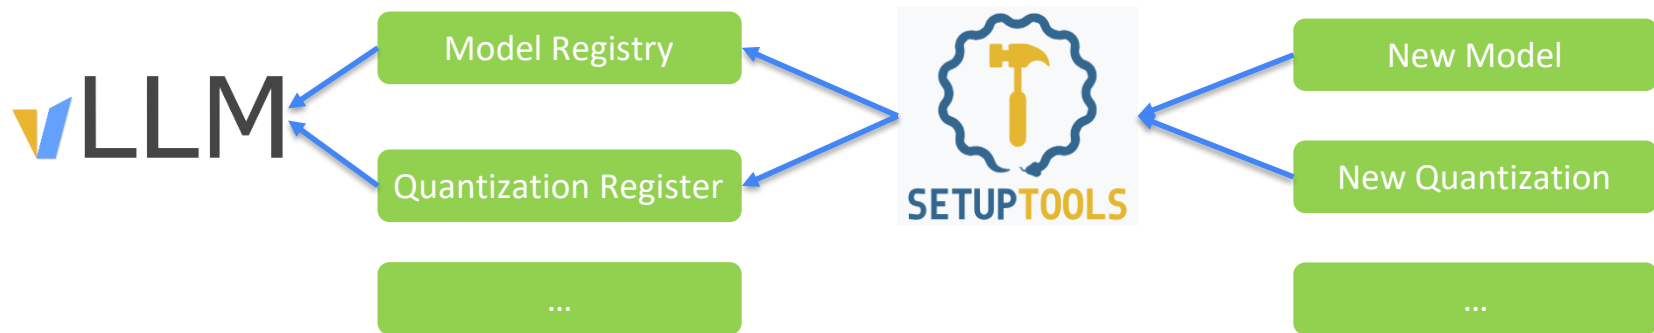 vLLM
Model Registry
Quantization Register
...
SETUPTOOLS
New Model
New Quantization
...